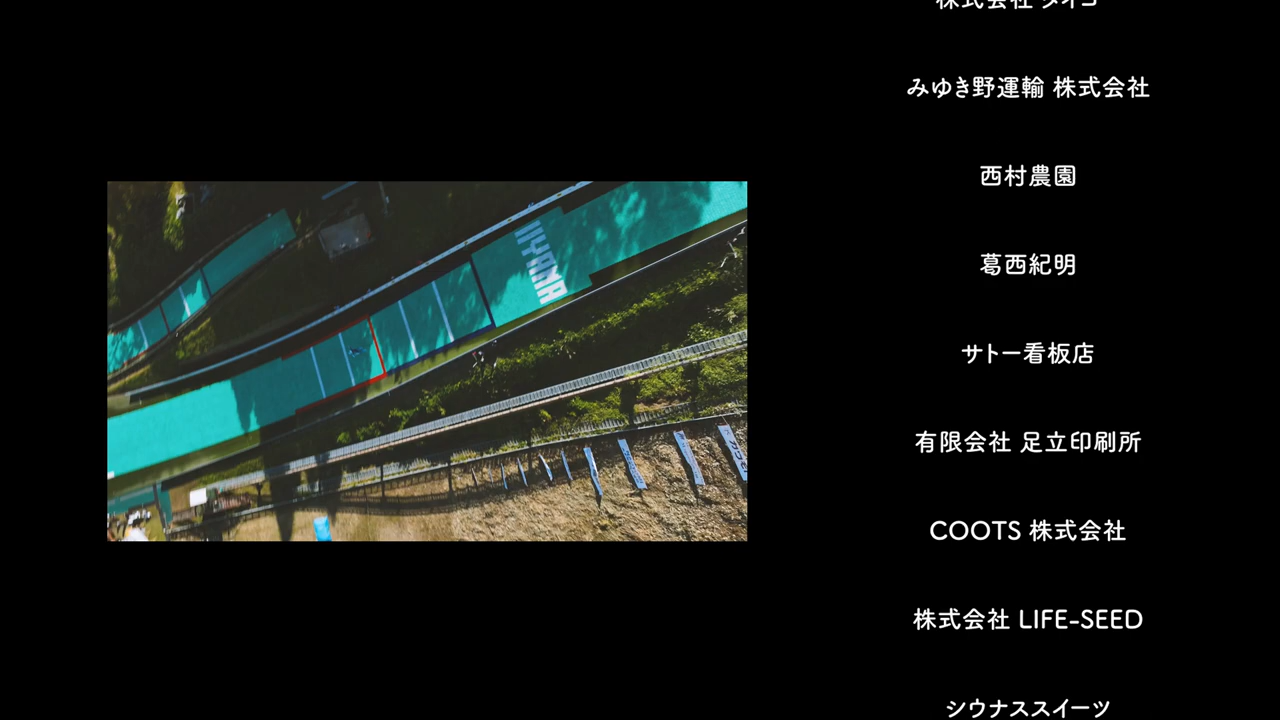 IIYAMA
みゆき野運輸 株式会社
西村農園
葛西紀明
サトー看板店
有限会社 足立印刷所
COOTS 株式会社
株式会社 LIFE-SEED
シウナススイーツ